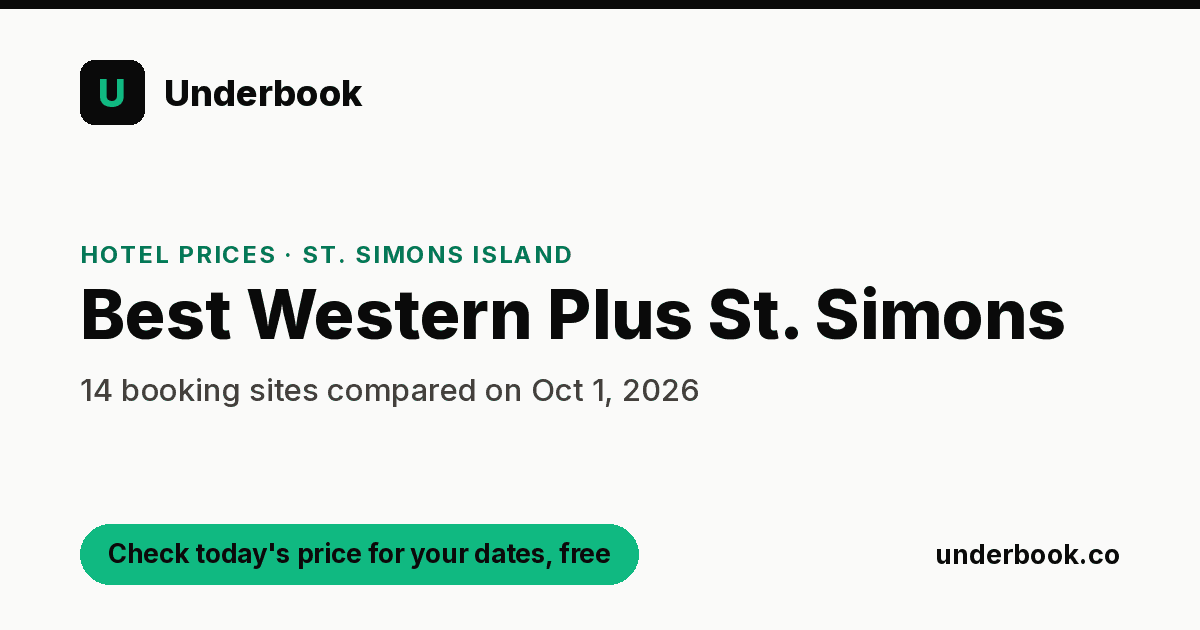 U Underbook
HOTEL PRICES · ST. SIMONS ISLAND
Best Western Plus St. Simons
14 booking sites compared on Oct 1, 2026
Check today's price for your dates, free
underbook.co